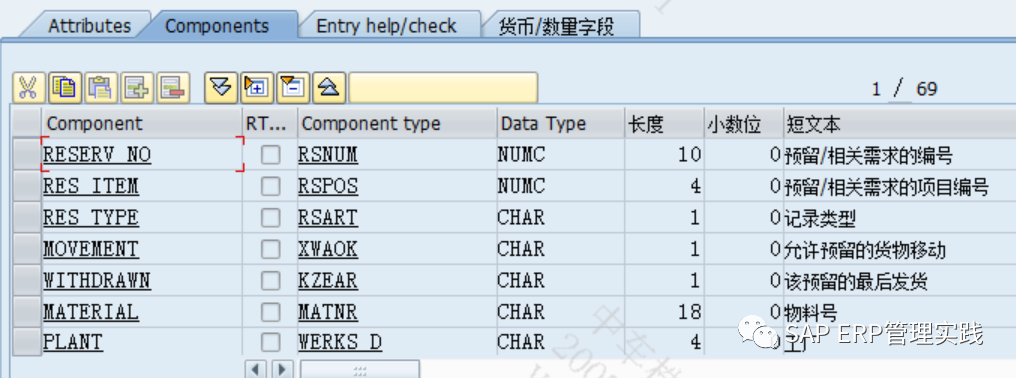 Attributes Components Entry help/check 货币/数量字段
1 / 69
Component RT... Component type Data Type 长度 小数位 短文本
RESERV_NO RSNUM NUMC 10 0 预留/相关需求的编号
RES_ITEM RSPOS NUMC 4 0 预留/相关需求的项目编号
RES_TYPE RSART CHAR 1 0 记录类型
MOVEMENT XWAOK CHAR 1 0 允许预留的货物移动
WITHDRAWN KZEAR CHAR 1 0 该预留的最后发货
MATERIAL MATNR CHAR 18 0 物料号
PLANT WERKS_D CHAR 4 0 工厂
SAP ERP管理实践